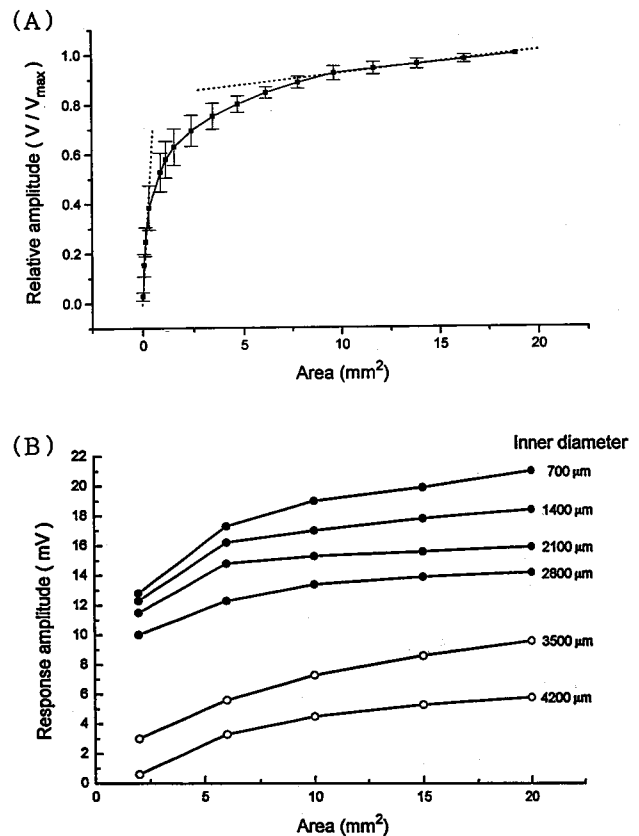 (A)
1.0
0.8
0.6
0.4
0.2
0.0
Relative amplitude ( V / Vmax )
0
5
10
15
20
Area (mm²)
(B)
Inner diameter
22
20
18
16
14
12
10
8
6
4
2
0
Response amplitude ( mV )
700 μm
1400 μm
2100 μm
2800 μm
3500 μm
4200 μm
0
5
10
15
20
Area (mm²)